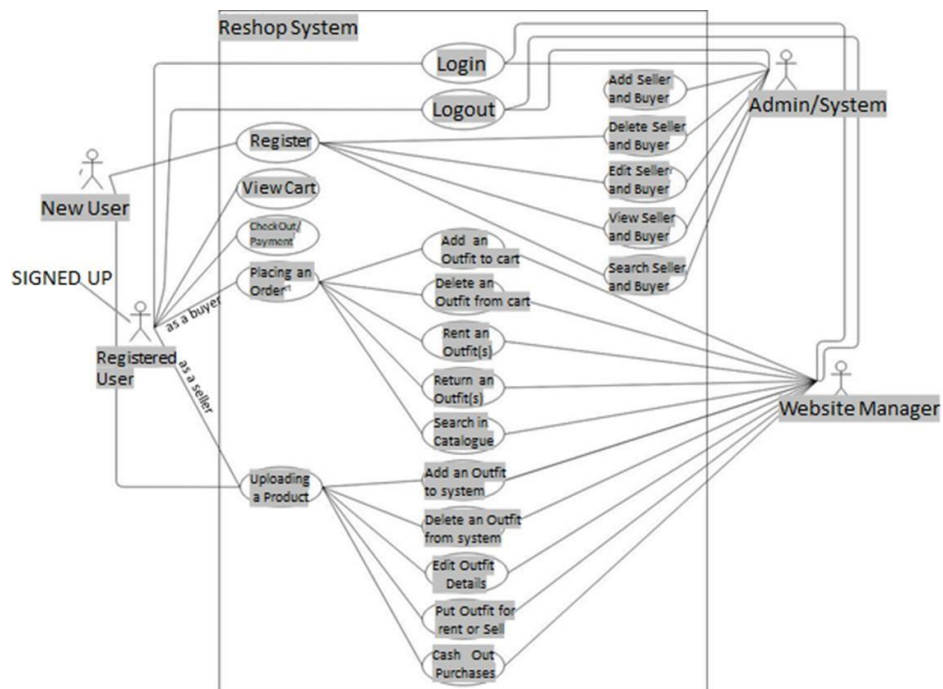 Reshop System
Login
Logout
Register
View Cart
CheckOut/
Payment
Placing an
Order
Add an
Outfit to cart
Delete an
Outfit from cart
Rent an
Outfit(s)
Return an
Outfit(s)
Search in
Catalogue
Uploading
a Product
Add an Outfit
to system
Delete an Outfit
from system
Edit Outfit
Details
Put Outfit for
rent or Sell
Cash Out
Purchases
Add Seller
and Buyer
Delete Seller
and Buyer
Edit Seller
and Buyer
View Seller
and Buyer
Search Seller
and Buyer
New User
SIGNED UP
Registered
User
as a buyer
as a seller
Admin/System
Website Manager